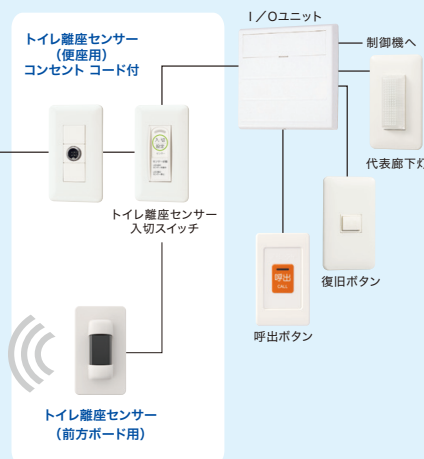 トイレ離座センサー
（便座用）
コンセント コード付
I／Oユニット
制御機へ
代表廊下灯
トイレ離座センサー
入切スイッチ
復旧ボタン
呼出
CALL
呼出ボタン
トイレ離座センサー
（前方ボード用）